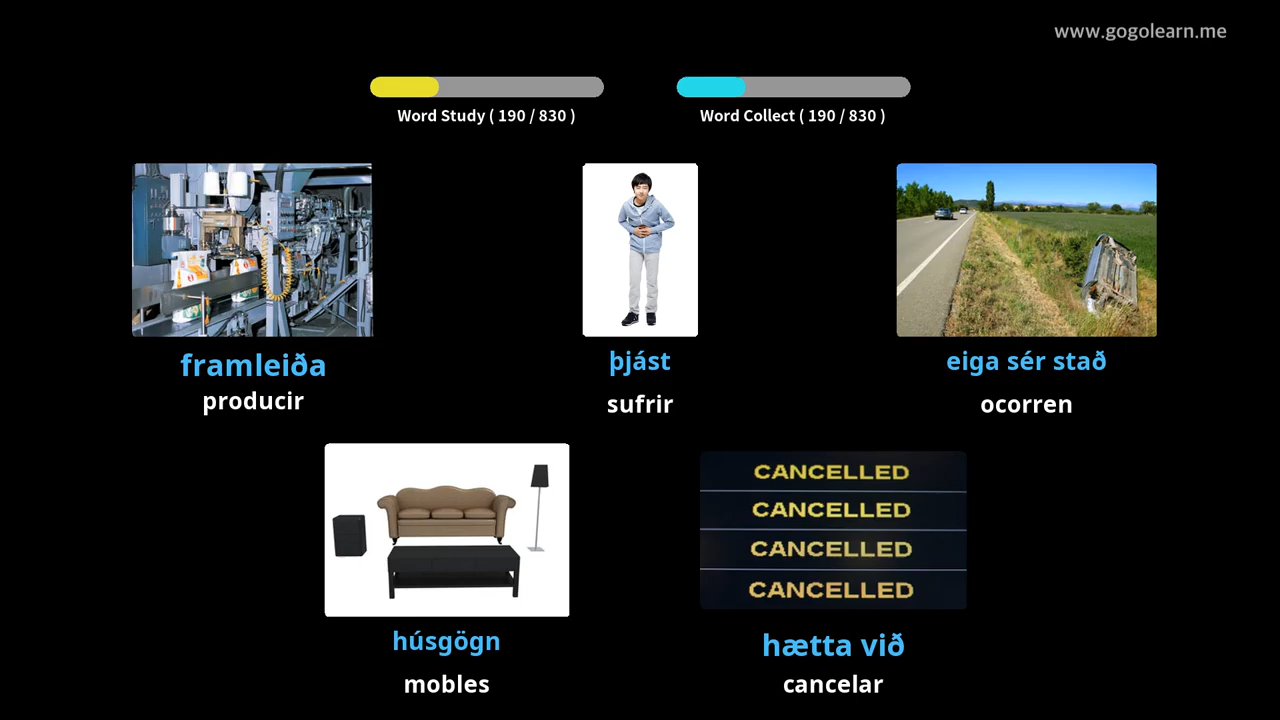 www.gogolearn.me
Word Study ( 190 / 830 )
Word Collect ( 190 / 830 )
framleiða
producir
þjást
sufrir
eiga sér stað
ocorren
CANCELLED
CANCELLED
CANCELLED
CANCELLED
húsgögn
mobles
hætta við
cancelar